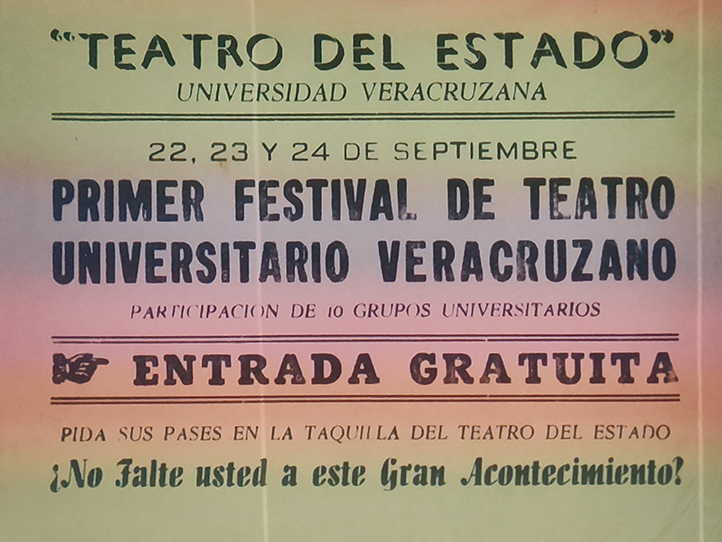 “TEATRO DEL ESTADO”
UNIVERSIDAD VERACRUZANA
22, 23 Y 24 DE SEPTIEMBRE
PRIMER FESTIVAL DE TEATRO
UNIVERSITARIO VERACRUZANO
PARTICIPACION DE 10 GRUPOS UNIVERSITARIOS
ENTRADA GRATUITA
PIDA SUS PASES EN LA TAQUILLA DEL TEATRO DEL ESTADO
¡No Falte usted a este Gran Acontecimiento!